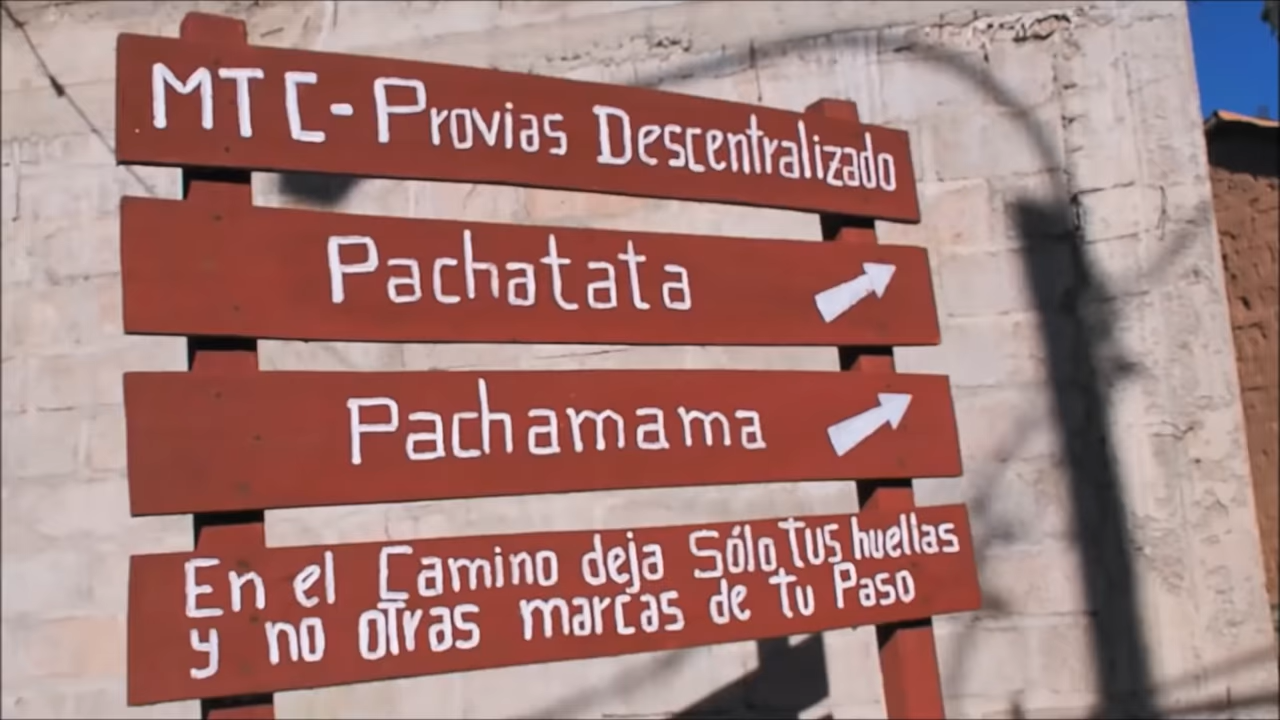 MTC-Provias Descentralizado
Pachatata
Pachamama
En el Camino deja Sólo Tus huellas
y no oTras marcas de tu Paso